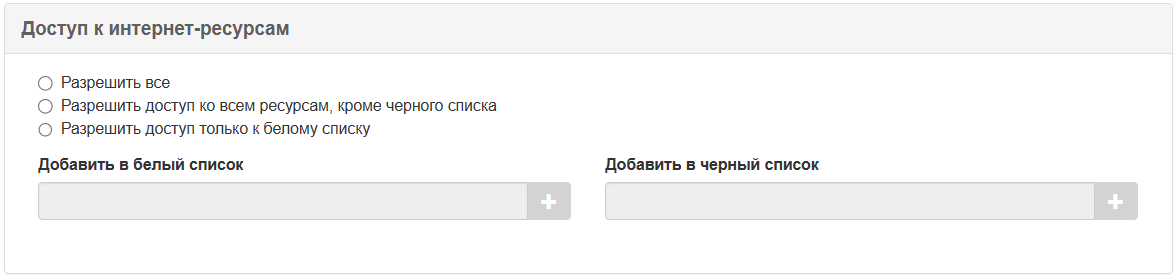 Доступ к интернет-ресурсам
Разрешить все
Разрешить доступ ко всем ресурсам, кроме черного списка
Разрешить доступ только к белому списку
Добавить в белый список
Добавить в черный список